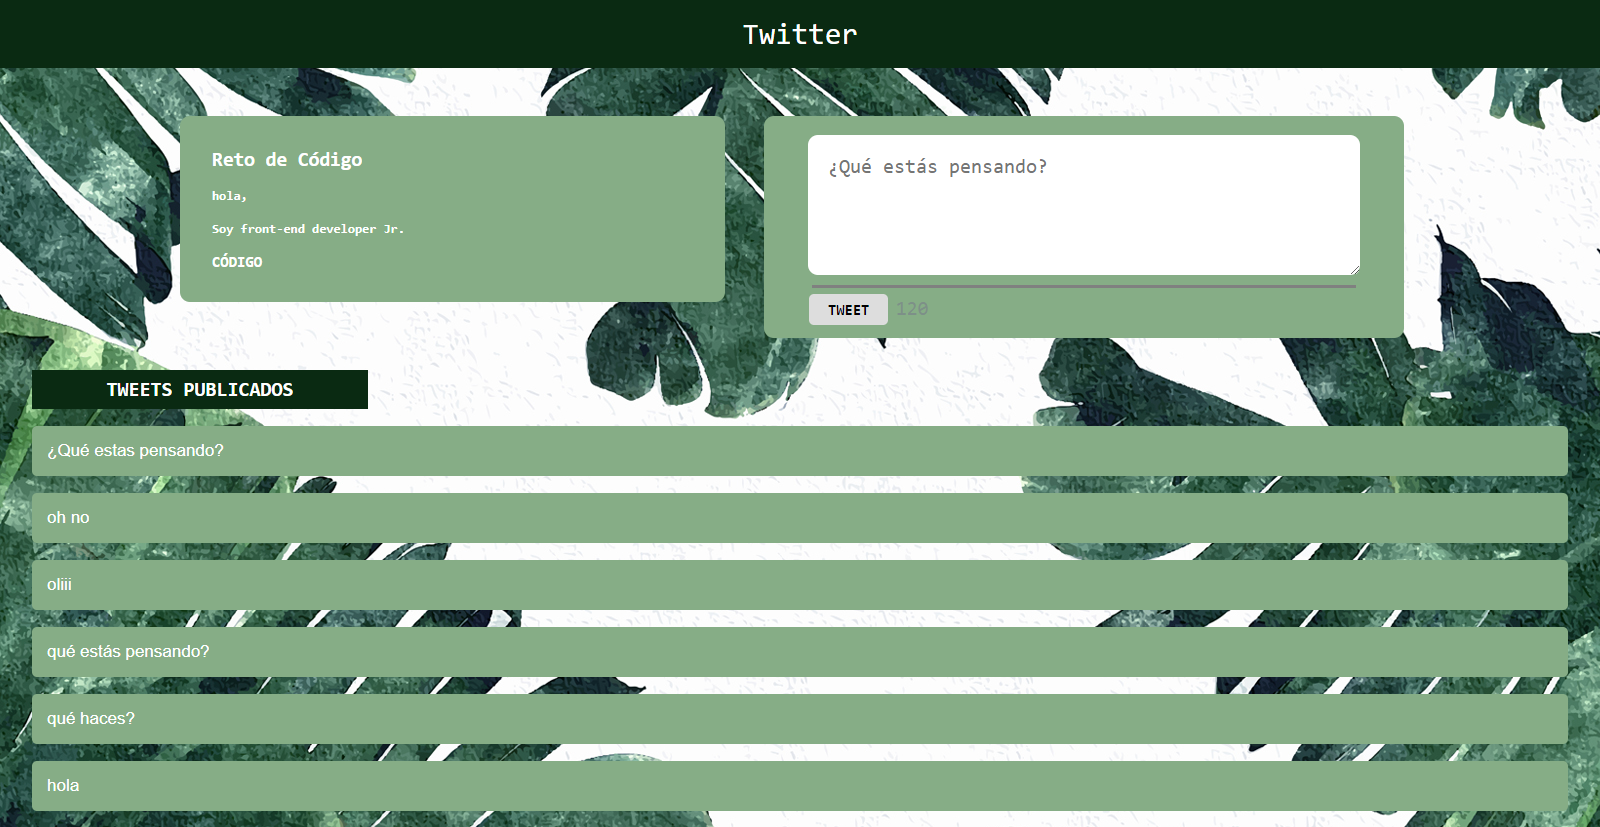 Twitter
Reto de Código
hola,
Soy front-end developer Jr.
CÓDIGO
¿Qué estás pensando?
TWEET 120
TWEETS PUBLICADOS
¿Qué estas pensando?
oh no
oliii
qué estás pensando?
qué haces?
hola